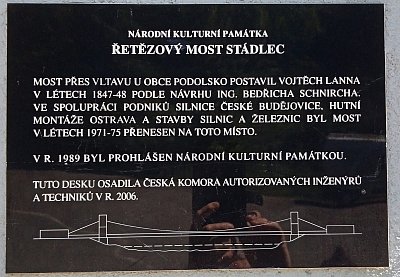 NÁRODNÍ KULTURNÍ PAMÁTKA
ŘETĚZOVÝ MOST STÁDLEC
MOST PŘES VLTAVU U OBCE PODOLSKO POSTAVIL VOJTĚCH LANNA
V LÉTECH 1847-48 PODLE NÁVRHU ING. BEDŘICHA SCHNIRCHA.
VE SPOLUPRÁCI PODNIKŮ SILNICE ČESKÉ BUDĚJOVICE, HUTNÍ
MONTÁŽE OSTRAVA A STAVBY SILNIC A ŽELEZNIC BYL MOST
V LÉTECH 1971-75 PŘENESEN NA TOTO MÍSTO.
V R. 1989 BYL PROHLÁŠEN NÁRODNÍ KULTURNÍ PAMÁTKOU.
TUTO DESKU OSADILA ČESKÁ KOMORA AUTORIZOVANÝCH INŽENÝRŮ
A TECHNIKŮ V R. 2006.